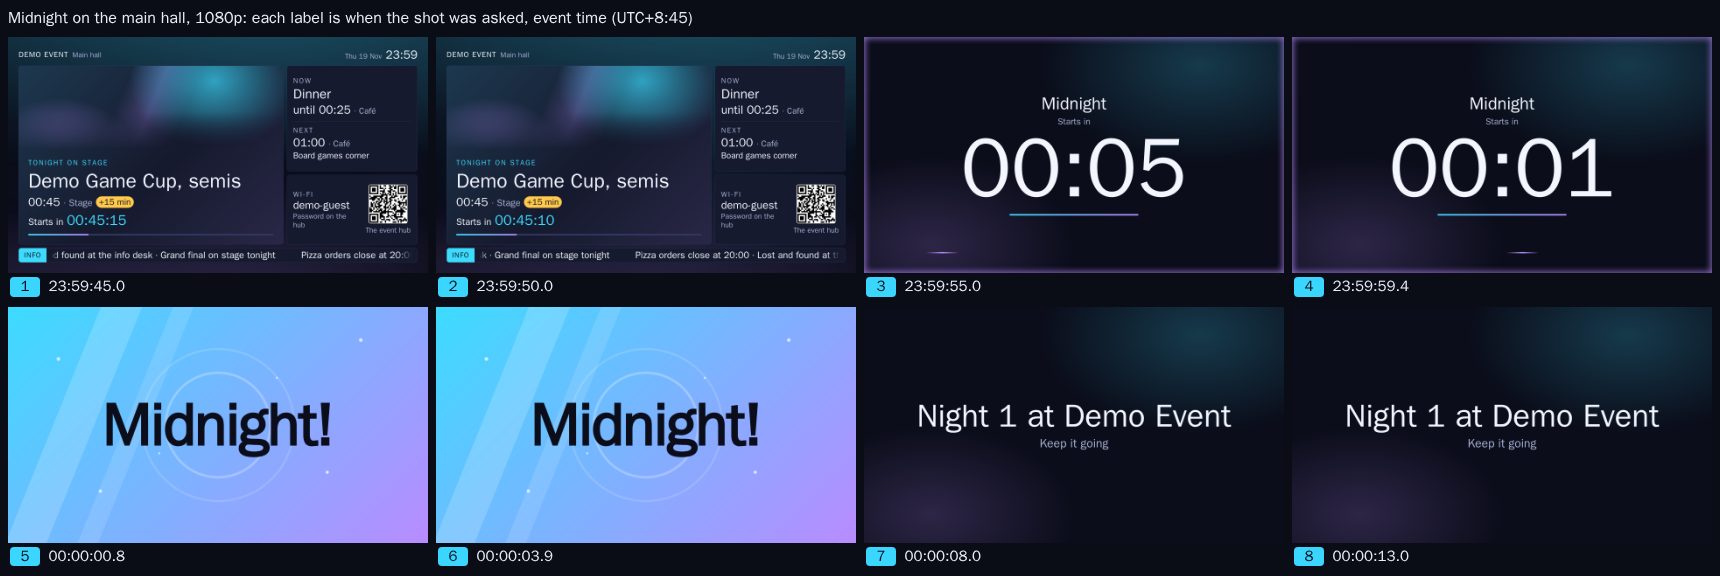 Midnight on the main hall, 1080p: each label is when the shot was asked, event time (UTC+8:45)
DEMO EVENT Main hall
Thu 19 Nov 23:59
TONIGHT ON STAGE
Demo Game Cup, semis
00:45 · Stage +15 min
Starts in 00:45:15
NOW
Dinner
until 00:25 · Café
NEXT
01:00 · Café
Board games corner
WI-FI
demo-guest
Password on the
hub
The event hub
INFO
d found at the info desk · Grand final on stage tonight
Pizza orders close at 20:0
1 23:59:45.0
DEMO EVENT Main hall
Thu 19 Nov 23:59
TONIGHT ON STAGE
Demo Game Cup, semis
00:45 · Stage +15 min
Starts in 00:45:10
NOW
Dinner
until 00:25 · Café
NEXT
01:00 · Café
Board games corner
WI-FI
demo-guest
Password on the
hub
The event hub
INFO
k · Grand final on stage tonight
Pizza orders close at 20:00 · Lost and found at
2 23:59:50.0
Midnight
Starts in
00:05
3 23:59:55.0
Midnight
Starts in
00:01
4 23:59:59.4
Midnight!
5 00:00:00.8
Midnight!
6 00:00:03.9
Night 1 at Demo Event
Keep it going
7 00:00:08.0
Night 1 at Demo Event
Keep it going
8 00:00:13.0